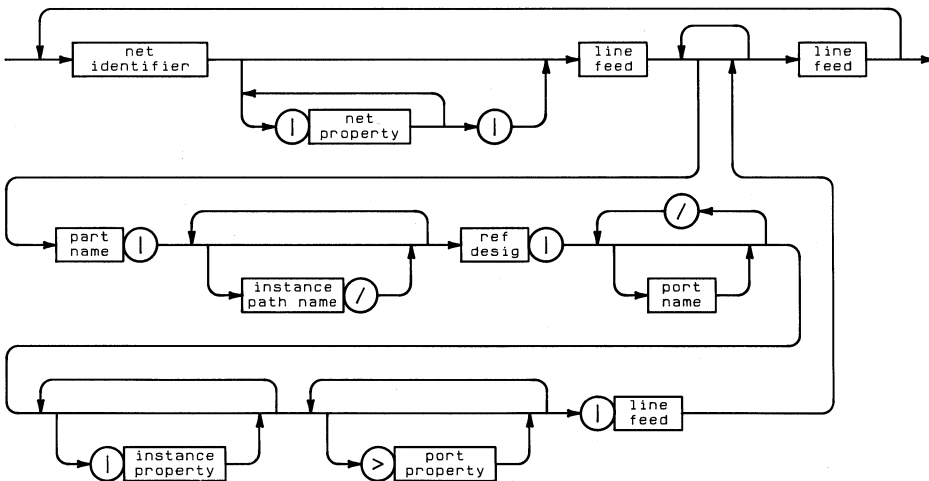 net
identifier
line
feed
line
feed
|
net
property
|
/
part
name
|
ref
desig
|
instance
path name
/
port
name
|
line
feed
|
instance
property
>
port
property